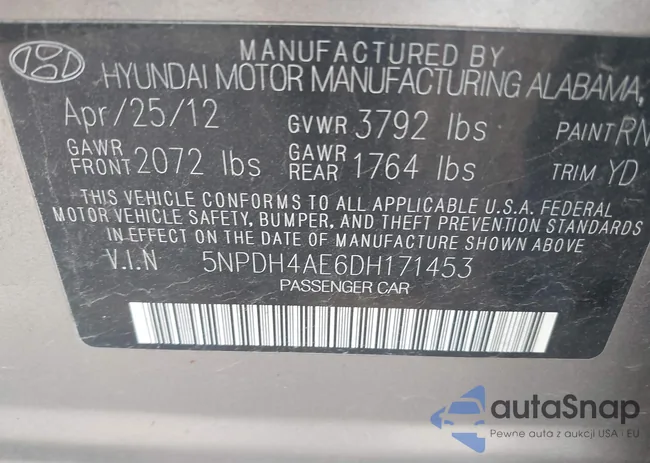 MANUFACTURED BY
HYUNDAI MOTOR MANUFACTURING ALABAMA,
Apr/25/12 GVWR 3792 lbs PAINT RN
GAWR FRONT 2072 lbs GAWR REAR 1764 lbs TRIM YD
THIS VEHICLE CONFORMS TO ALL APPLICABLE U.S.A. FEDERAL
MOTOR VEHICLE SAFETY, BUMPER, AND THEFT PREVENTION STANDARDS
IN EFFECT ON THE DATE OF MANUFACTURE SHOWN ABOVE
V.I.N 5NPDH4AE6DH171453
PASSENGER CAR
autaSnap
Pewne auta z aukcji USA - EU